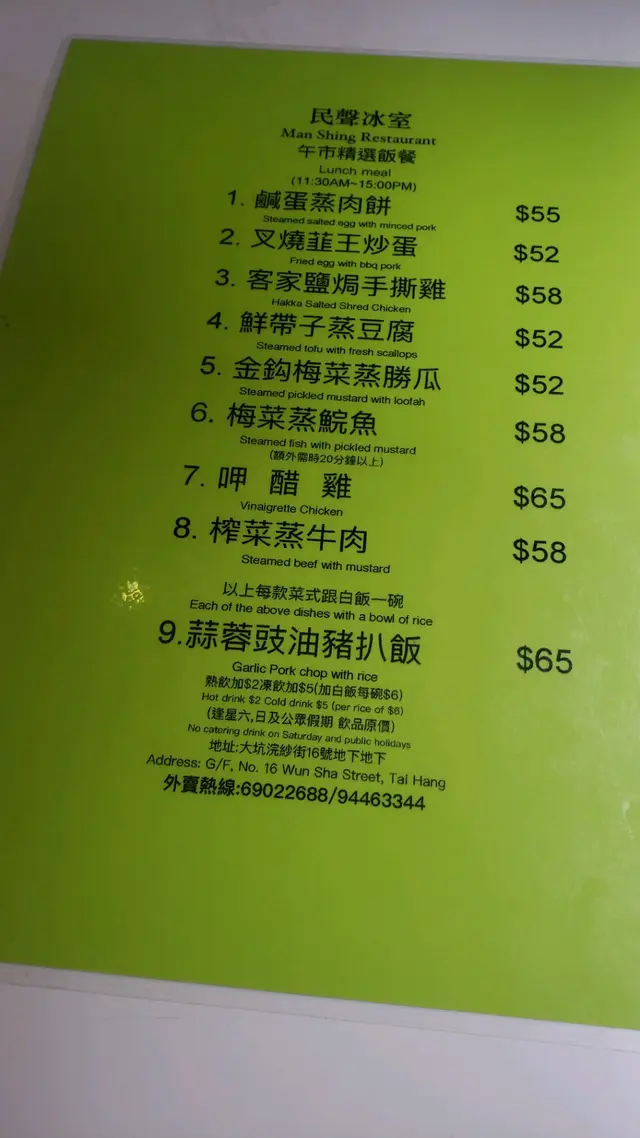 民聲冰室
Man Shing Restaurant
午市精選飯餐
Lunch meal
(11:30AM~15:00PM)
1. 鹹蛋蒸肉餅 $55
Steamed salted egg with minced pork
2. 叉燒韮王炒蛋 $52
Fried egg with bbq pork
3. 客家鹽焗手撕雞 $58
Hakka Salted Shred Chicken
4. 鮮帶子蒸豆腐 $52
Steamed tofu with fresh scallops
5. 金鈎梅菜蒸勝瓜 $52
Steamed pickled mustard with loofah
6. 梅菜蒸鯇魚 $58
Steamed fish with pickled mustard
(額外需時20分鐘以上)
7. 呷 醋 雞 $65
Vinaigrette Chicken
8. 榨菜蒸牛肉 $58
Steamed beef with mustard
以上每款菜式跟白飯一碗
Each of the above dishes with a bowl of rice
9.蒜蓉豉油豬扒飯 $65
Garlic Pork chop with rice
熱飲加$2凍飲加$5(加白飯每碗$6)
Hot drink $2 Cold drink $5 (per rice of $6)
(逢星六,日及公眾假期 飲品原價)
No catering drink on Saturday and public holidays
地址:大坑浣紗街16號地下地下
Address: G/F, No. 16 Wun Sha Street, Tai Hang
外賣熱線:69022688/94463344